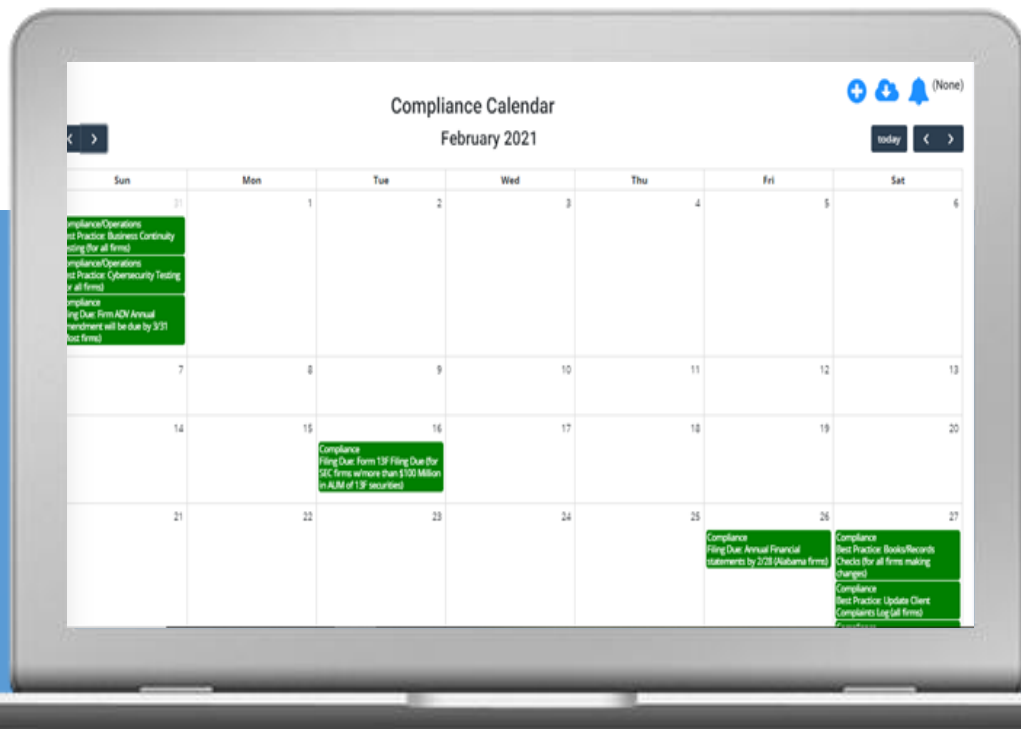 (None)
Compliance Calendar
February 2021
today
Sun Mon Tue Wed Thu Fri Sat
31 1 2 3 4 5 6
ompliance/Operations
st Practice: Business Continuity
sting (for all firms)
ompliance/Operations
st Practice: Cybersecurity Testing
r all firms)
ompliance
ing Due: Firm ADV Annual
mendment will be due by 3/31
ost firms)
7 8 9 10 11 12 13
14 15 16 17 18 19 20
Compliance
Filing Due: Form 13F Filing Due (for
SEC firms w/more than $100 Million
in AUM of 13F securities)
21 22 23 24 25 26 27
Compliance
Filing Due: Annual Financial
statements by 2/28 (Alabama firms)
Compliance
Best Practice: Books/Records
Checks (for all firms making
changes)
Compliance
Best Practice: Update Client
Complaints Log (all firms)